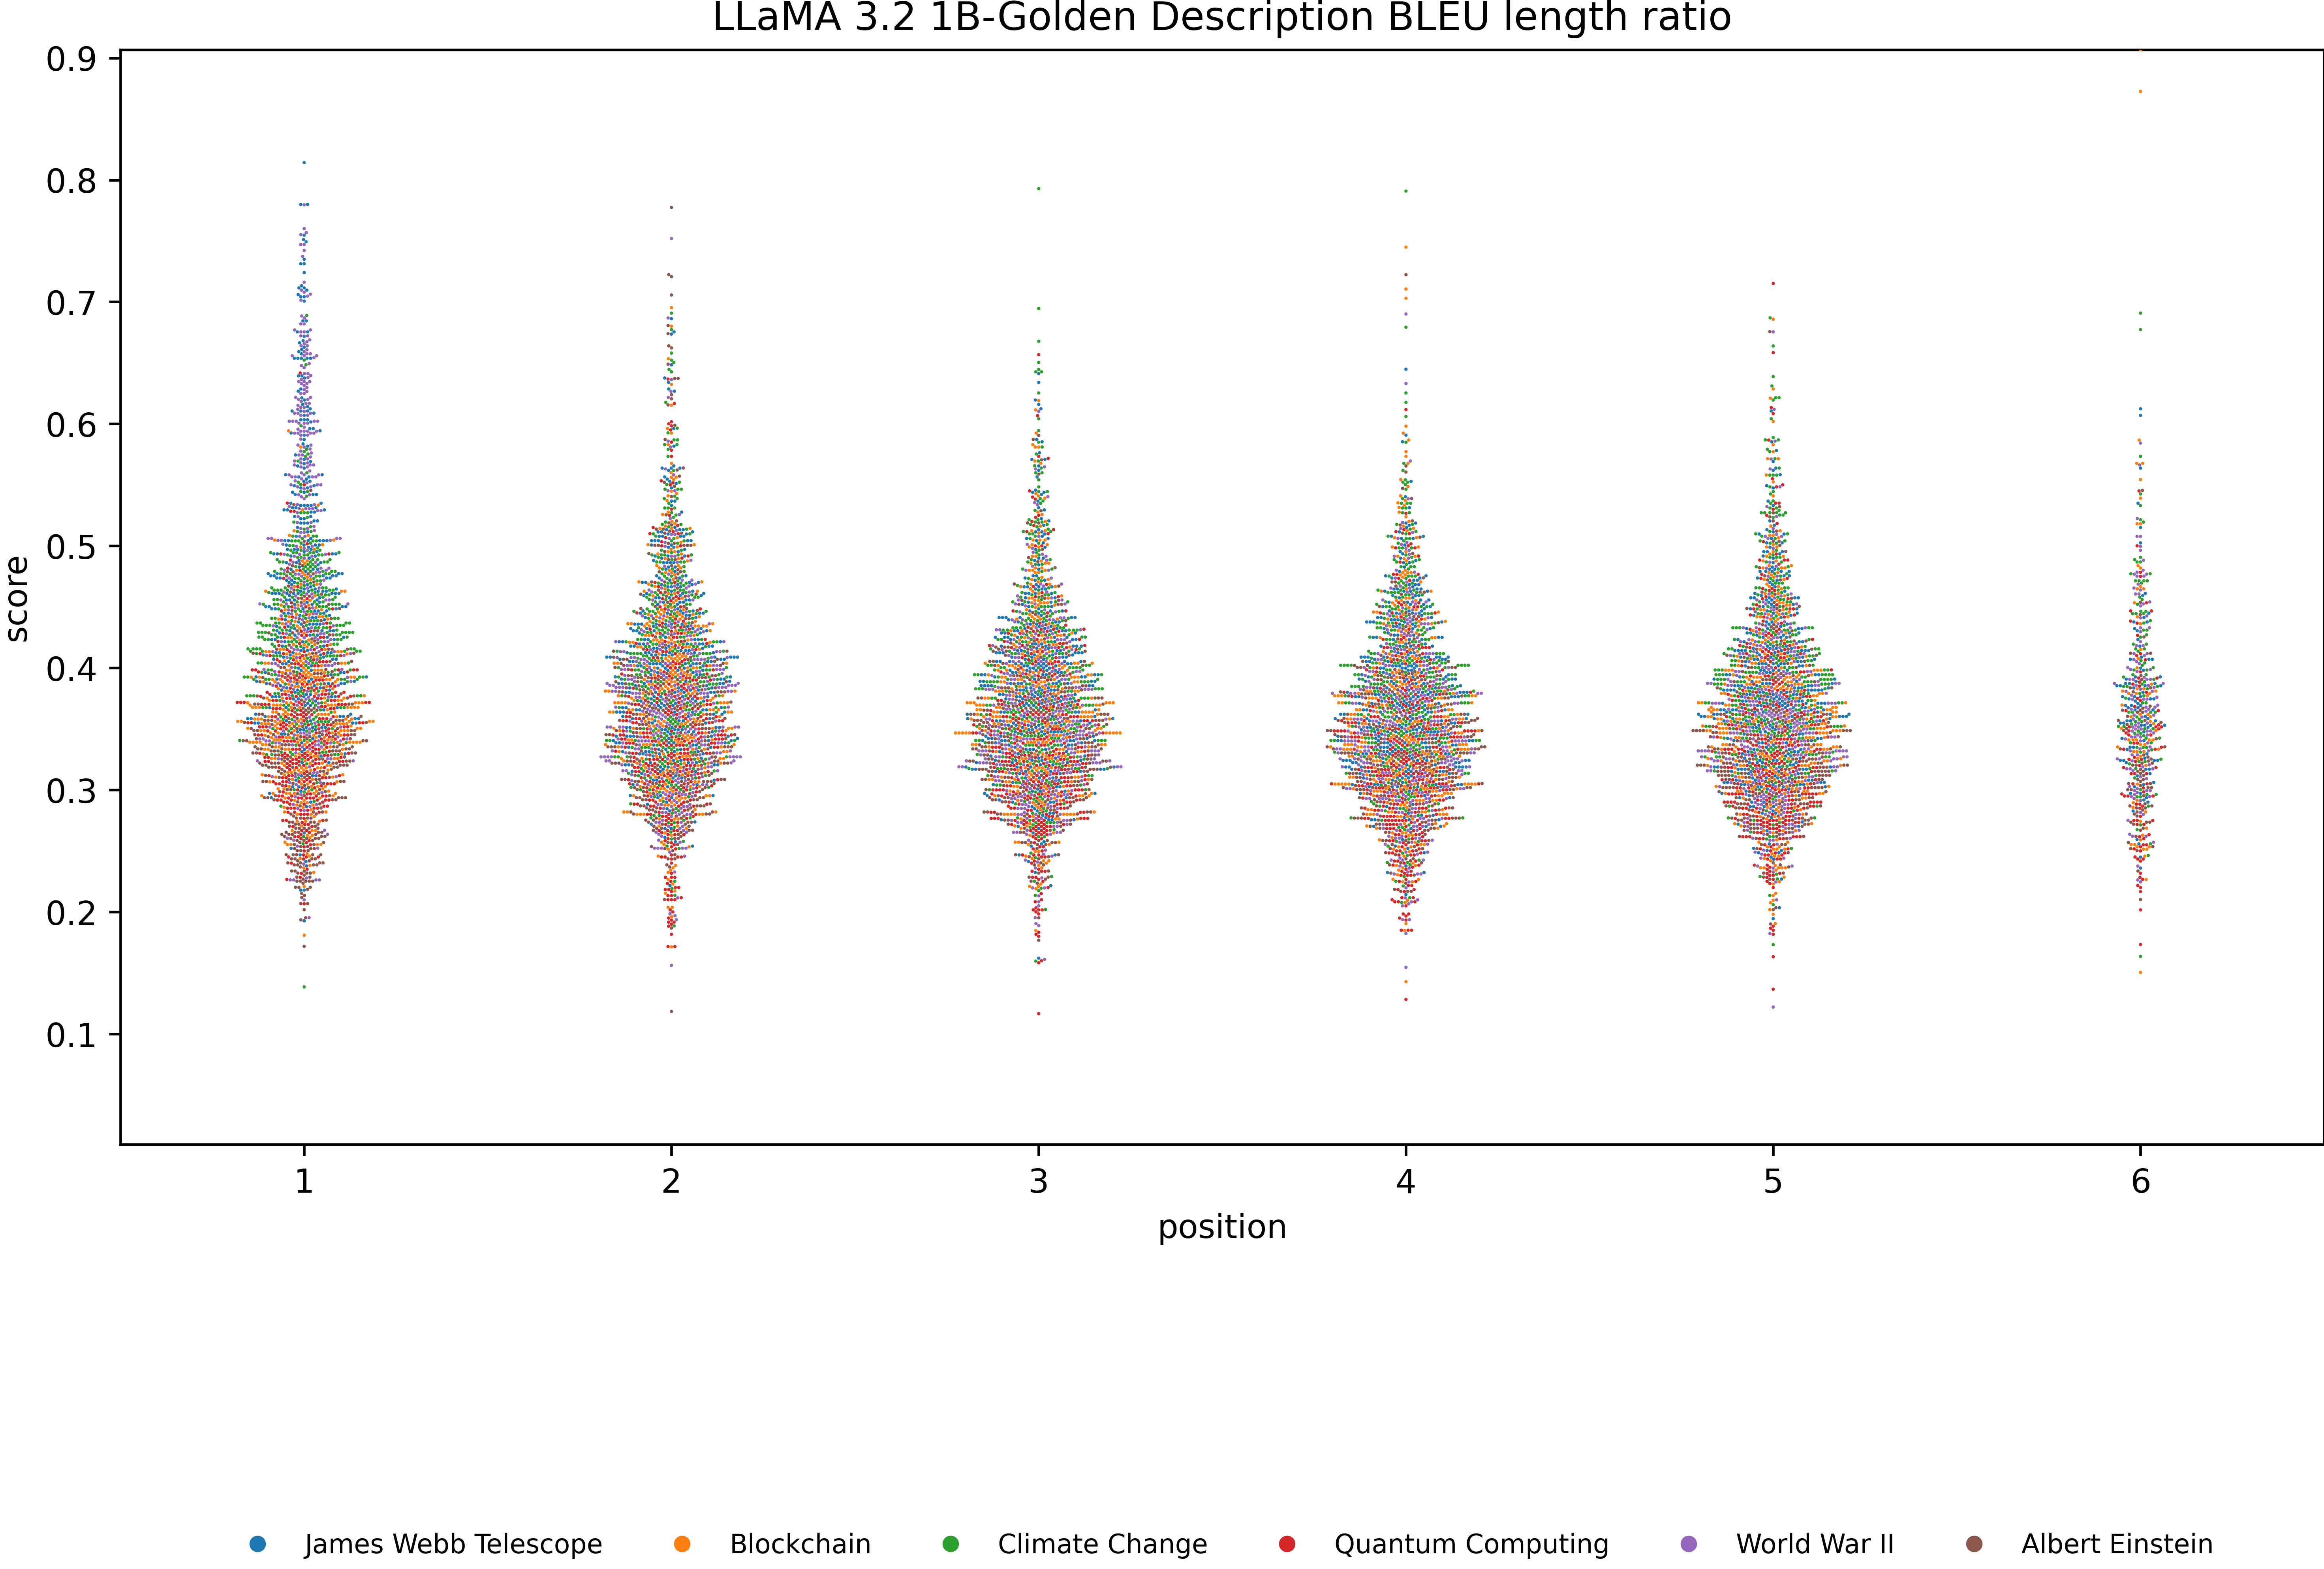 LLaMA 3.2 1B-Golden Description BLEU length ratio
0.9
0.8
0.7
0.6
0.5
0.4
0.3
0.2
0.1
score
1 2 3 4 5 6
position
James Webb Telescope Blockchain Climate Change Quantum Computing World War II Albert Einstein